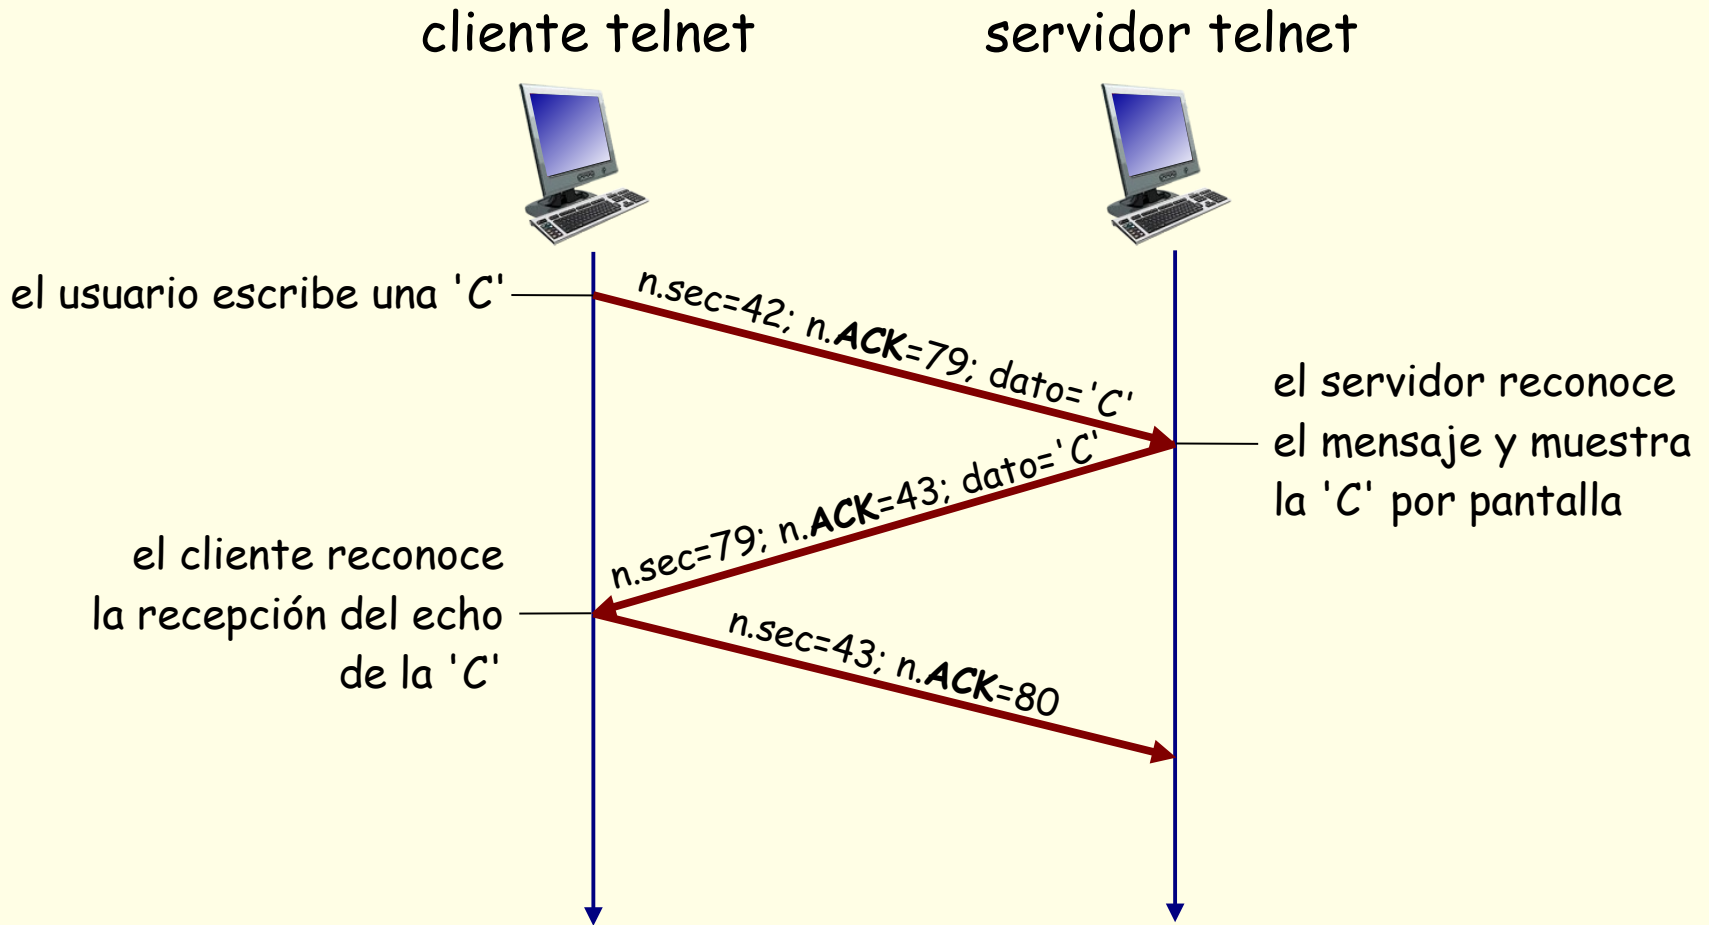 cliente telnet
servidor telnet
el usuario escribe una 'C'
n.sec=42; n.ACK=79; dato='C'
el servidor reconoce
el mensaje y muestra
la 'C' por pantalla
n.sec=79; n.ACK=43; dato='C'
el cliente reconoce
la recepción del echo
de la 'C'
n.sec=43; n.ACK=80